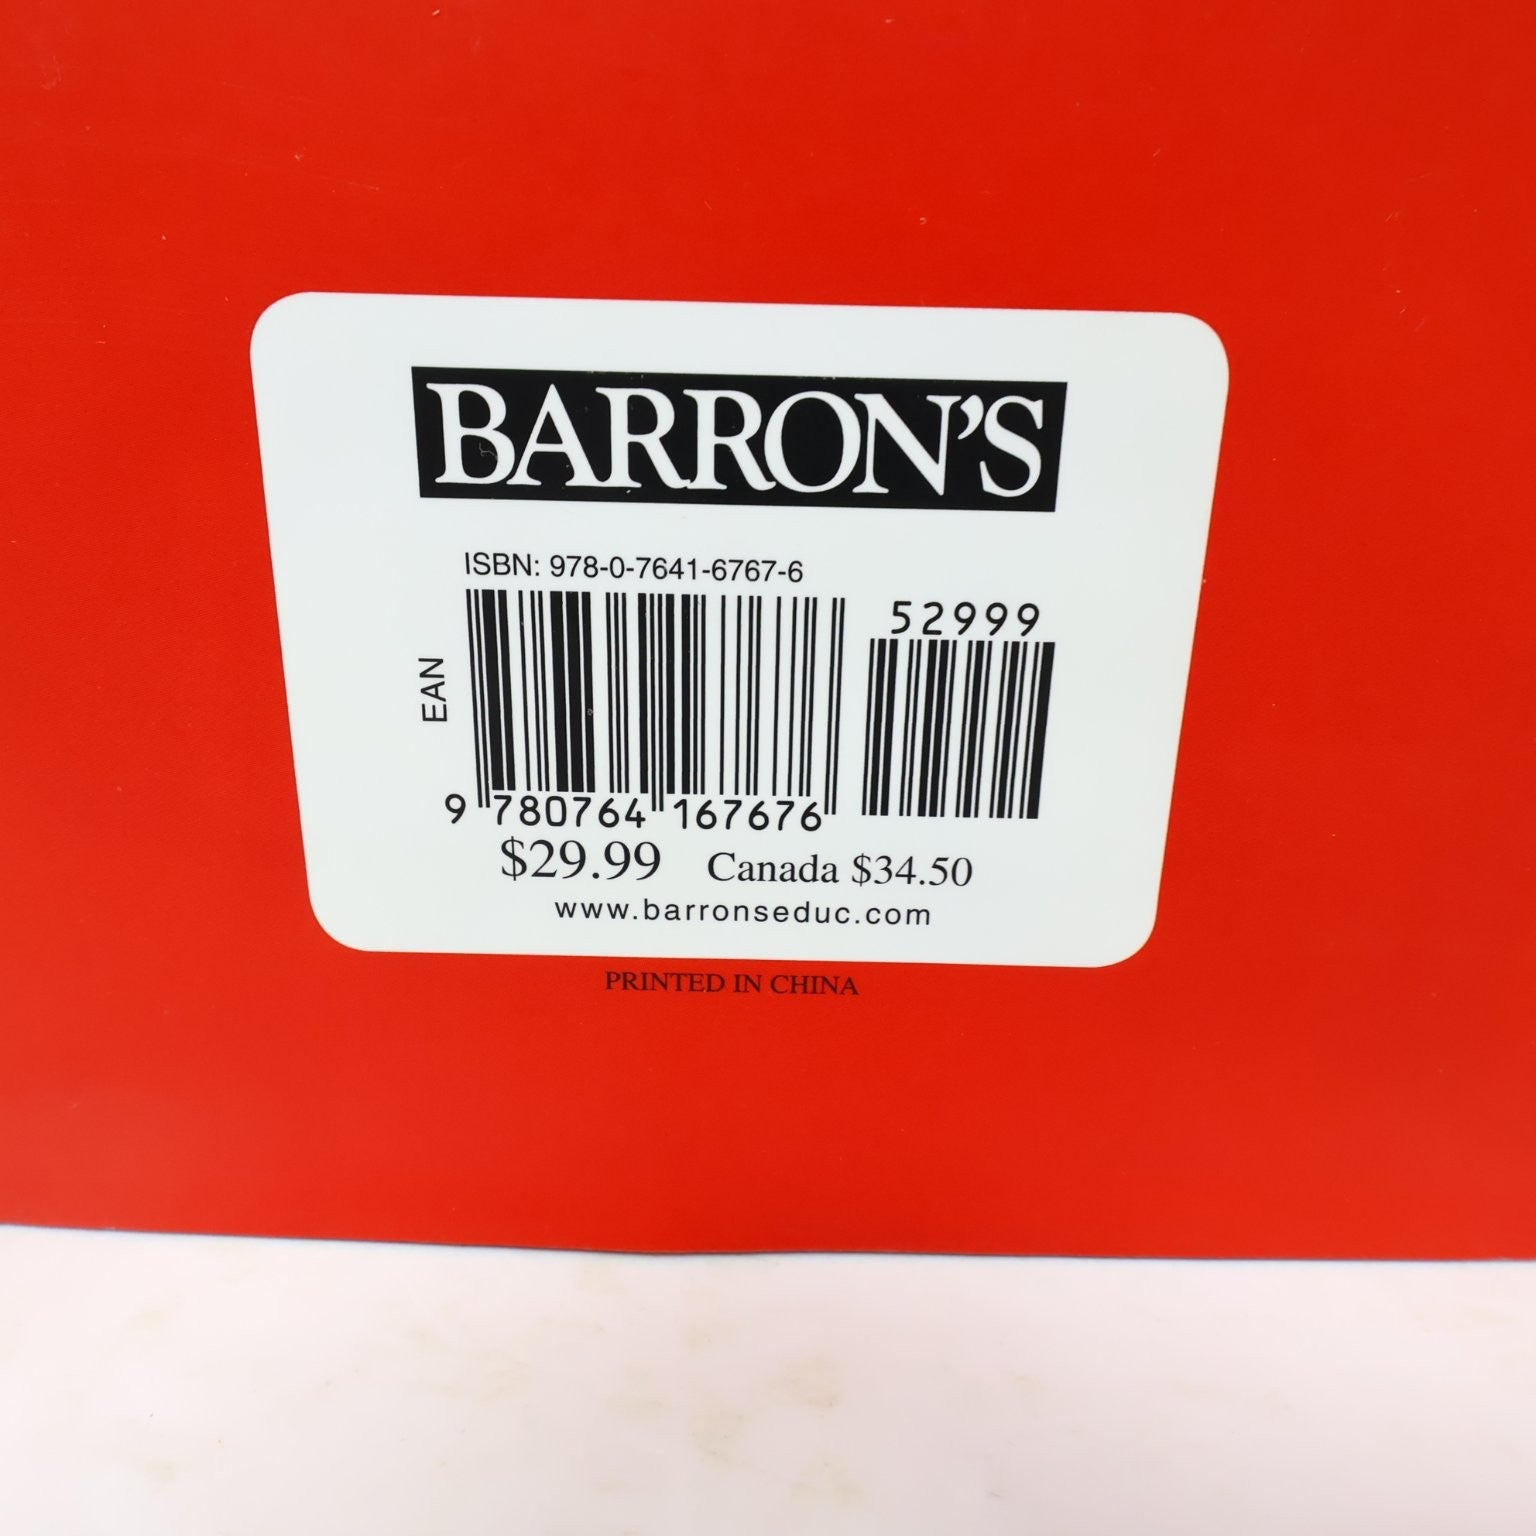 BARRON'S
ISBN: 978-0-7641-6767-6
52999
EAN
9 780764 167676
$29.99 Canada $34.50
www.barronseduc.com
PRINTED IN CHINA